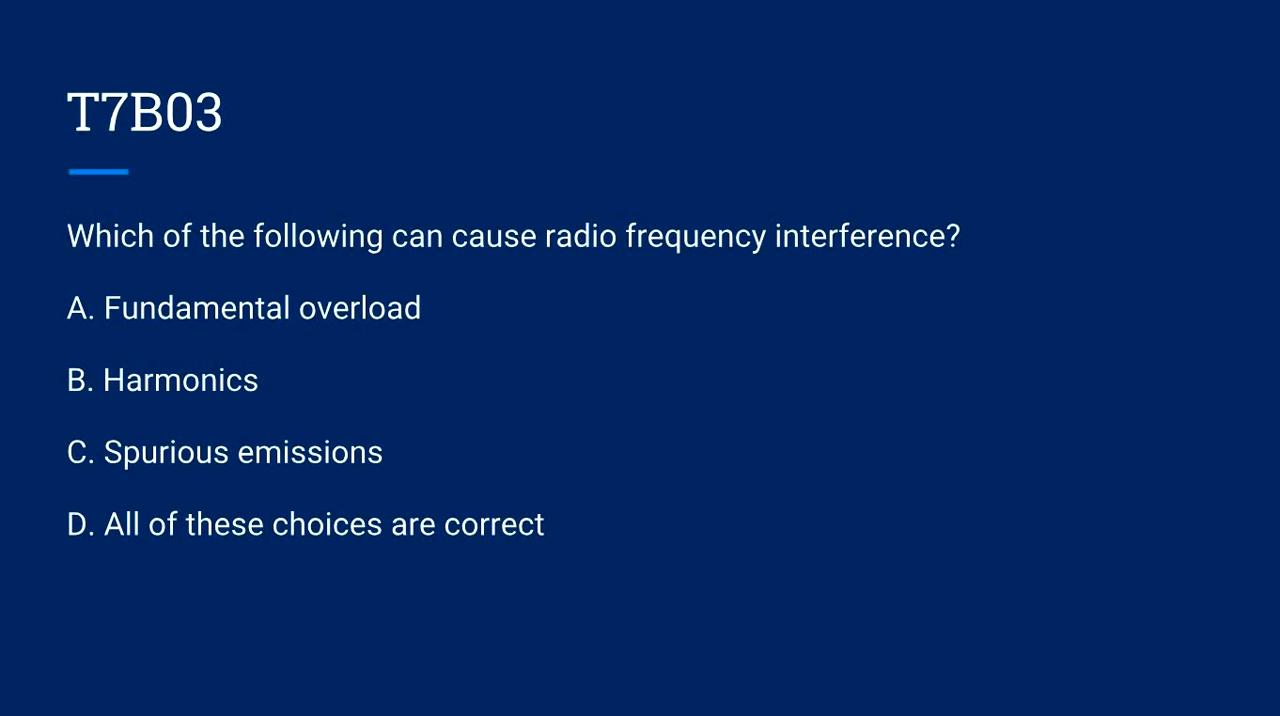 T7B03
Which of the following can cause radio frequency interference?
A. Fundamental overload
B. Harmonics
C. Spurious emissions
D. All of these choices are correct